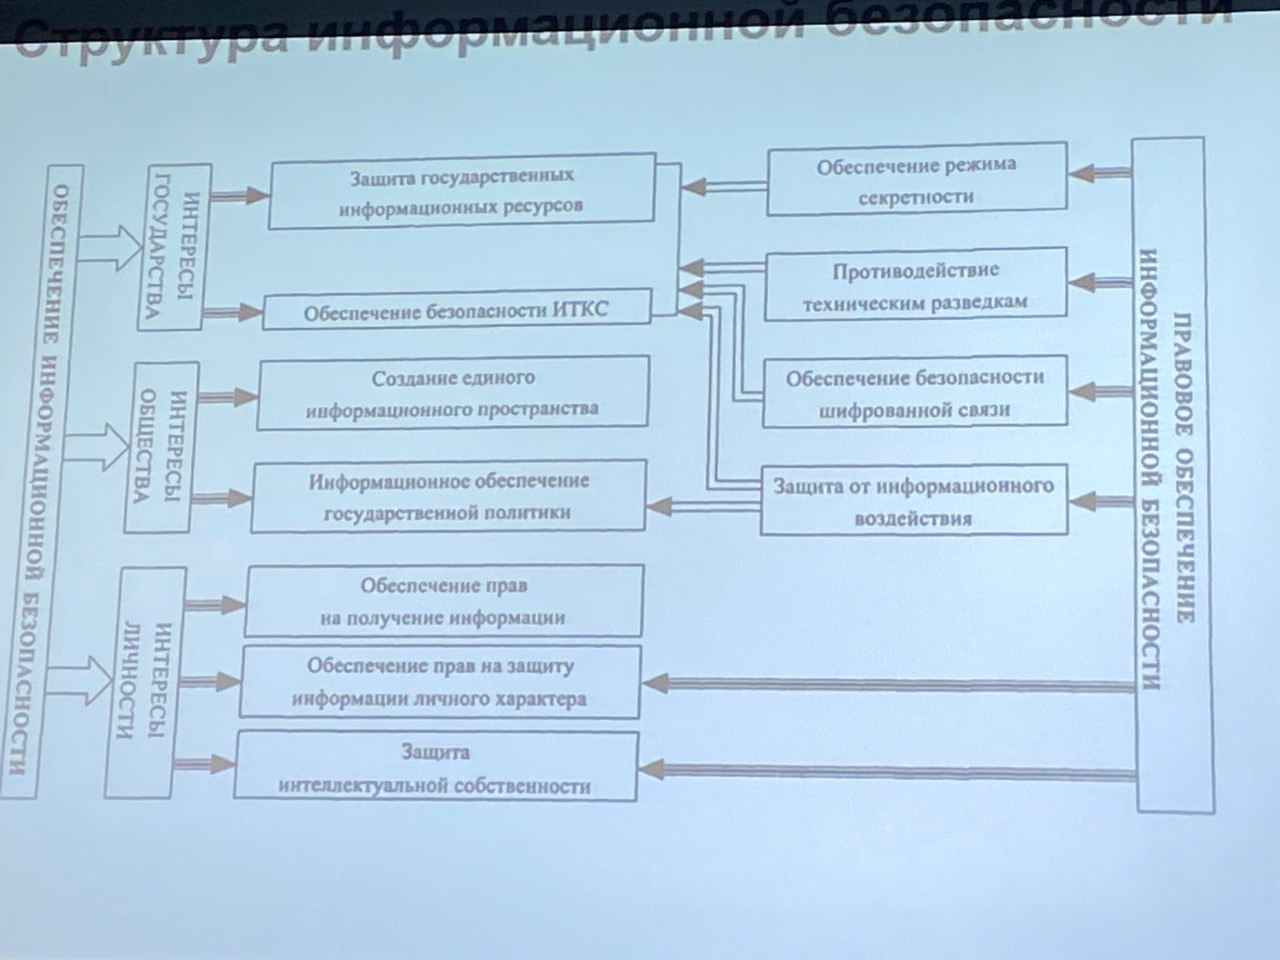 Структура информационной безопасности
ОБЕСПЕЧЕНИЕ ИНФОРМАЦИОННОЙ БЕЗОПАСНОСТИ
ИНТЕРЕСЫ
ГОСУДАРСТВА
Защита государственных
информационных ресурсов
Обеспечение безопасности ИТКС
ИНТЕРЕСЫ
ОБЩЕСТВА
Создание единого
информационного пространства
Информационное обеспечение
государственной политики
ИНТЕРЕСЫ
ЛИЧНОСТИ
Обеспечение прав
на получение информации
Обеспечение прав на защиту
информации личного характера
Защита
интеллектуальной собственности
Обеспечение режима
секретности
Противодействие
техническим разведкам
Обеспечение безопасности
шифрованной связи
Защита от информационного
воздействия
ПРАВОВОЕ ОБЕСПЕЧЕНИЕ
ИНФОРМАЦИОННОЙ БЕЗОПАСНОСТИ